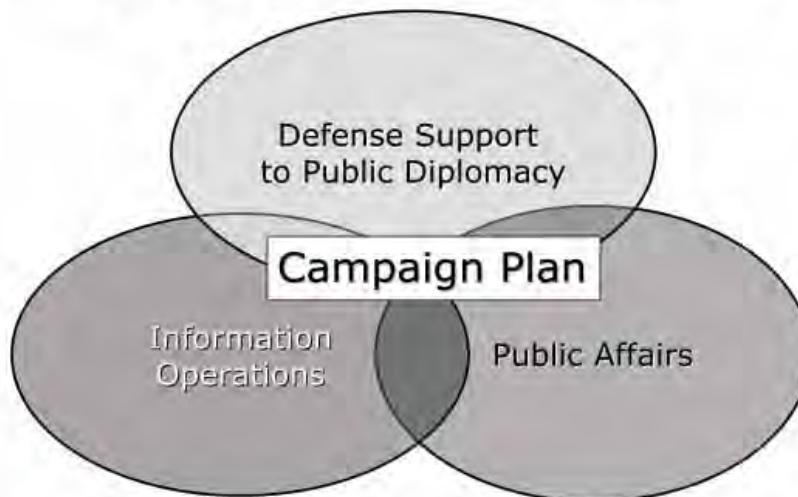 Defense Support
to Public Diplomacy
Campaign Plan
Information
Operations
Public Affairs